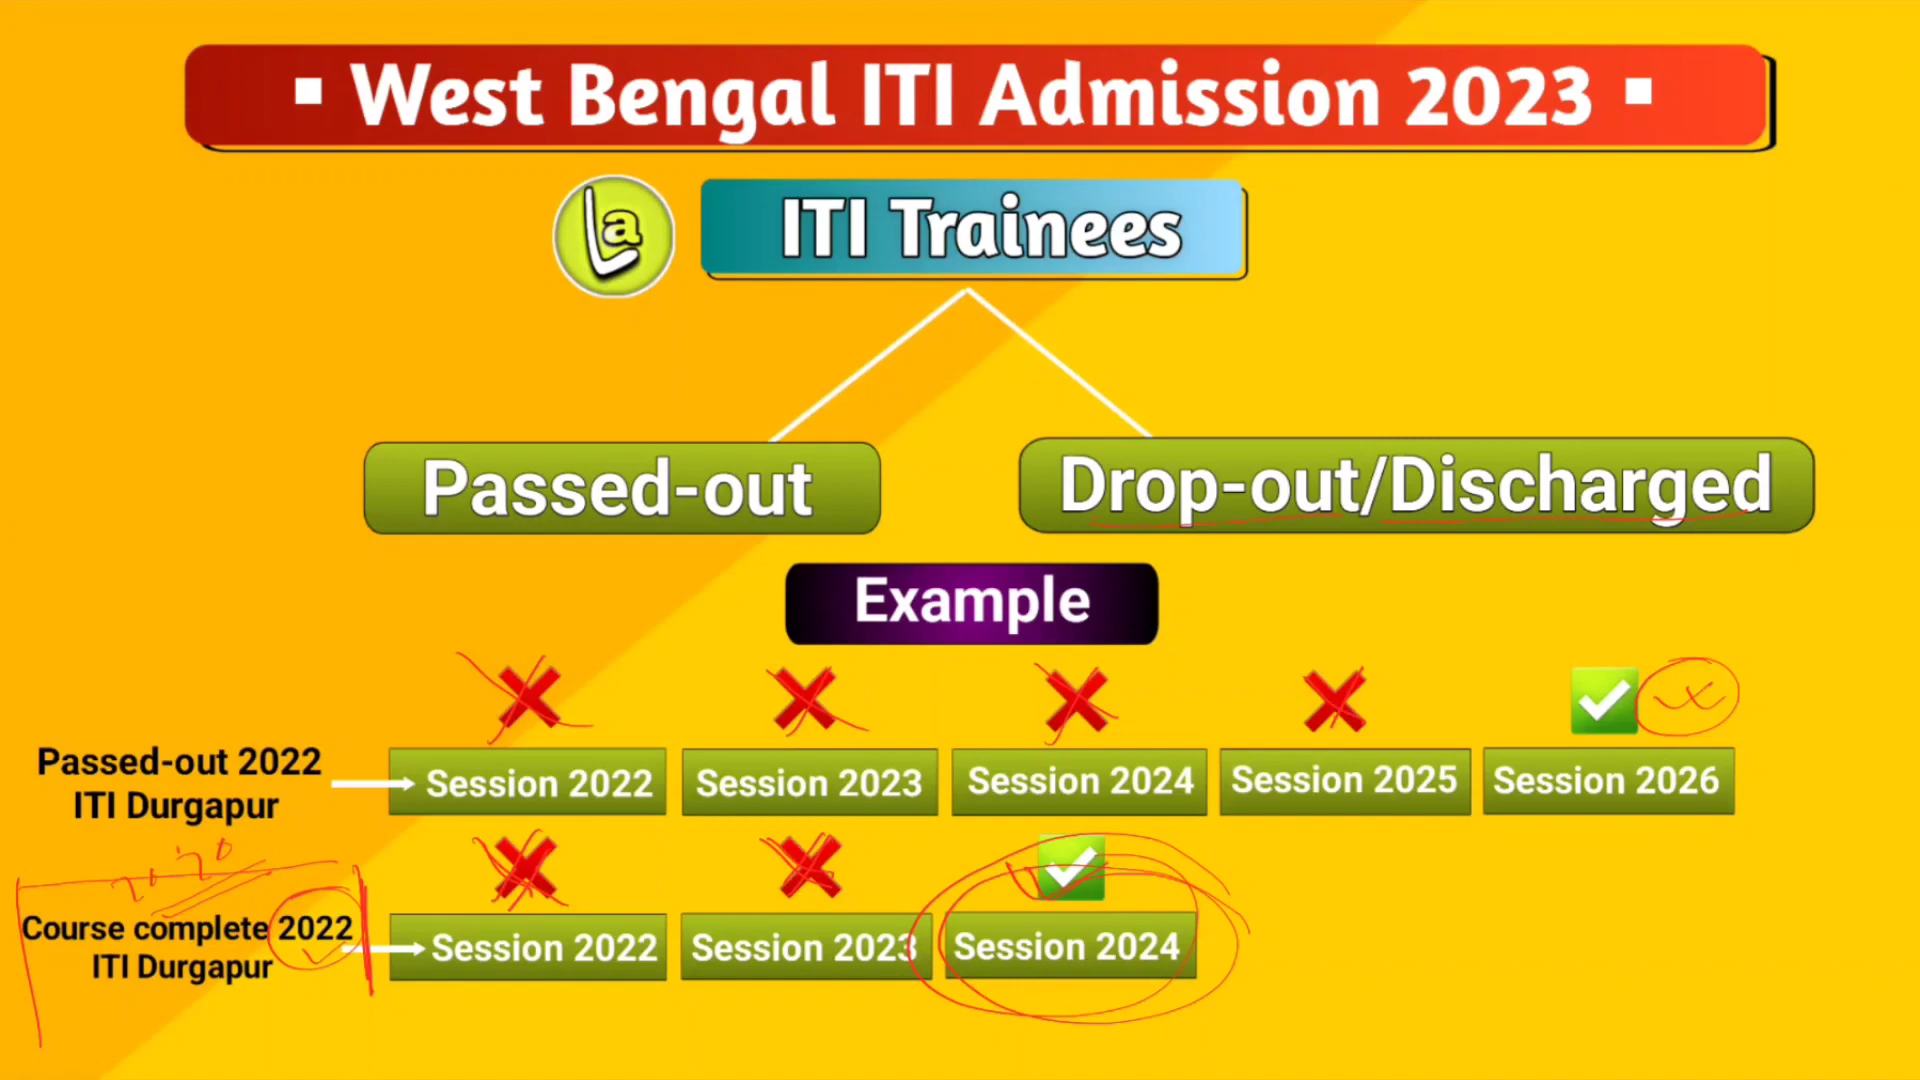 West Bengal ITI Admission 2023
La
ITI Trainees
Passed-out
Drop-out/Discharged
Example
Passed-out 2022
ITI Durgapur
Session 2022
Session 2023
Session 2024
Session 2025
Session 2026
Course complete 2022
ITI Durgapur
Session 2022
Session 2023
Session 2024